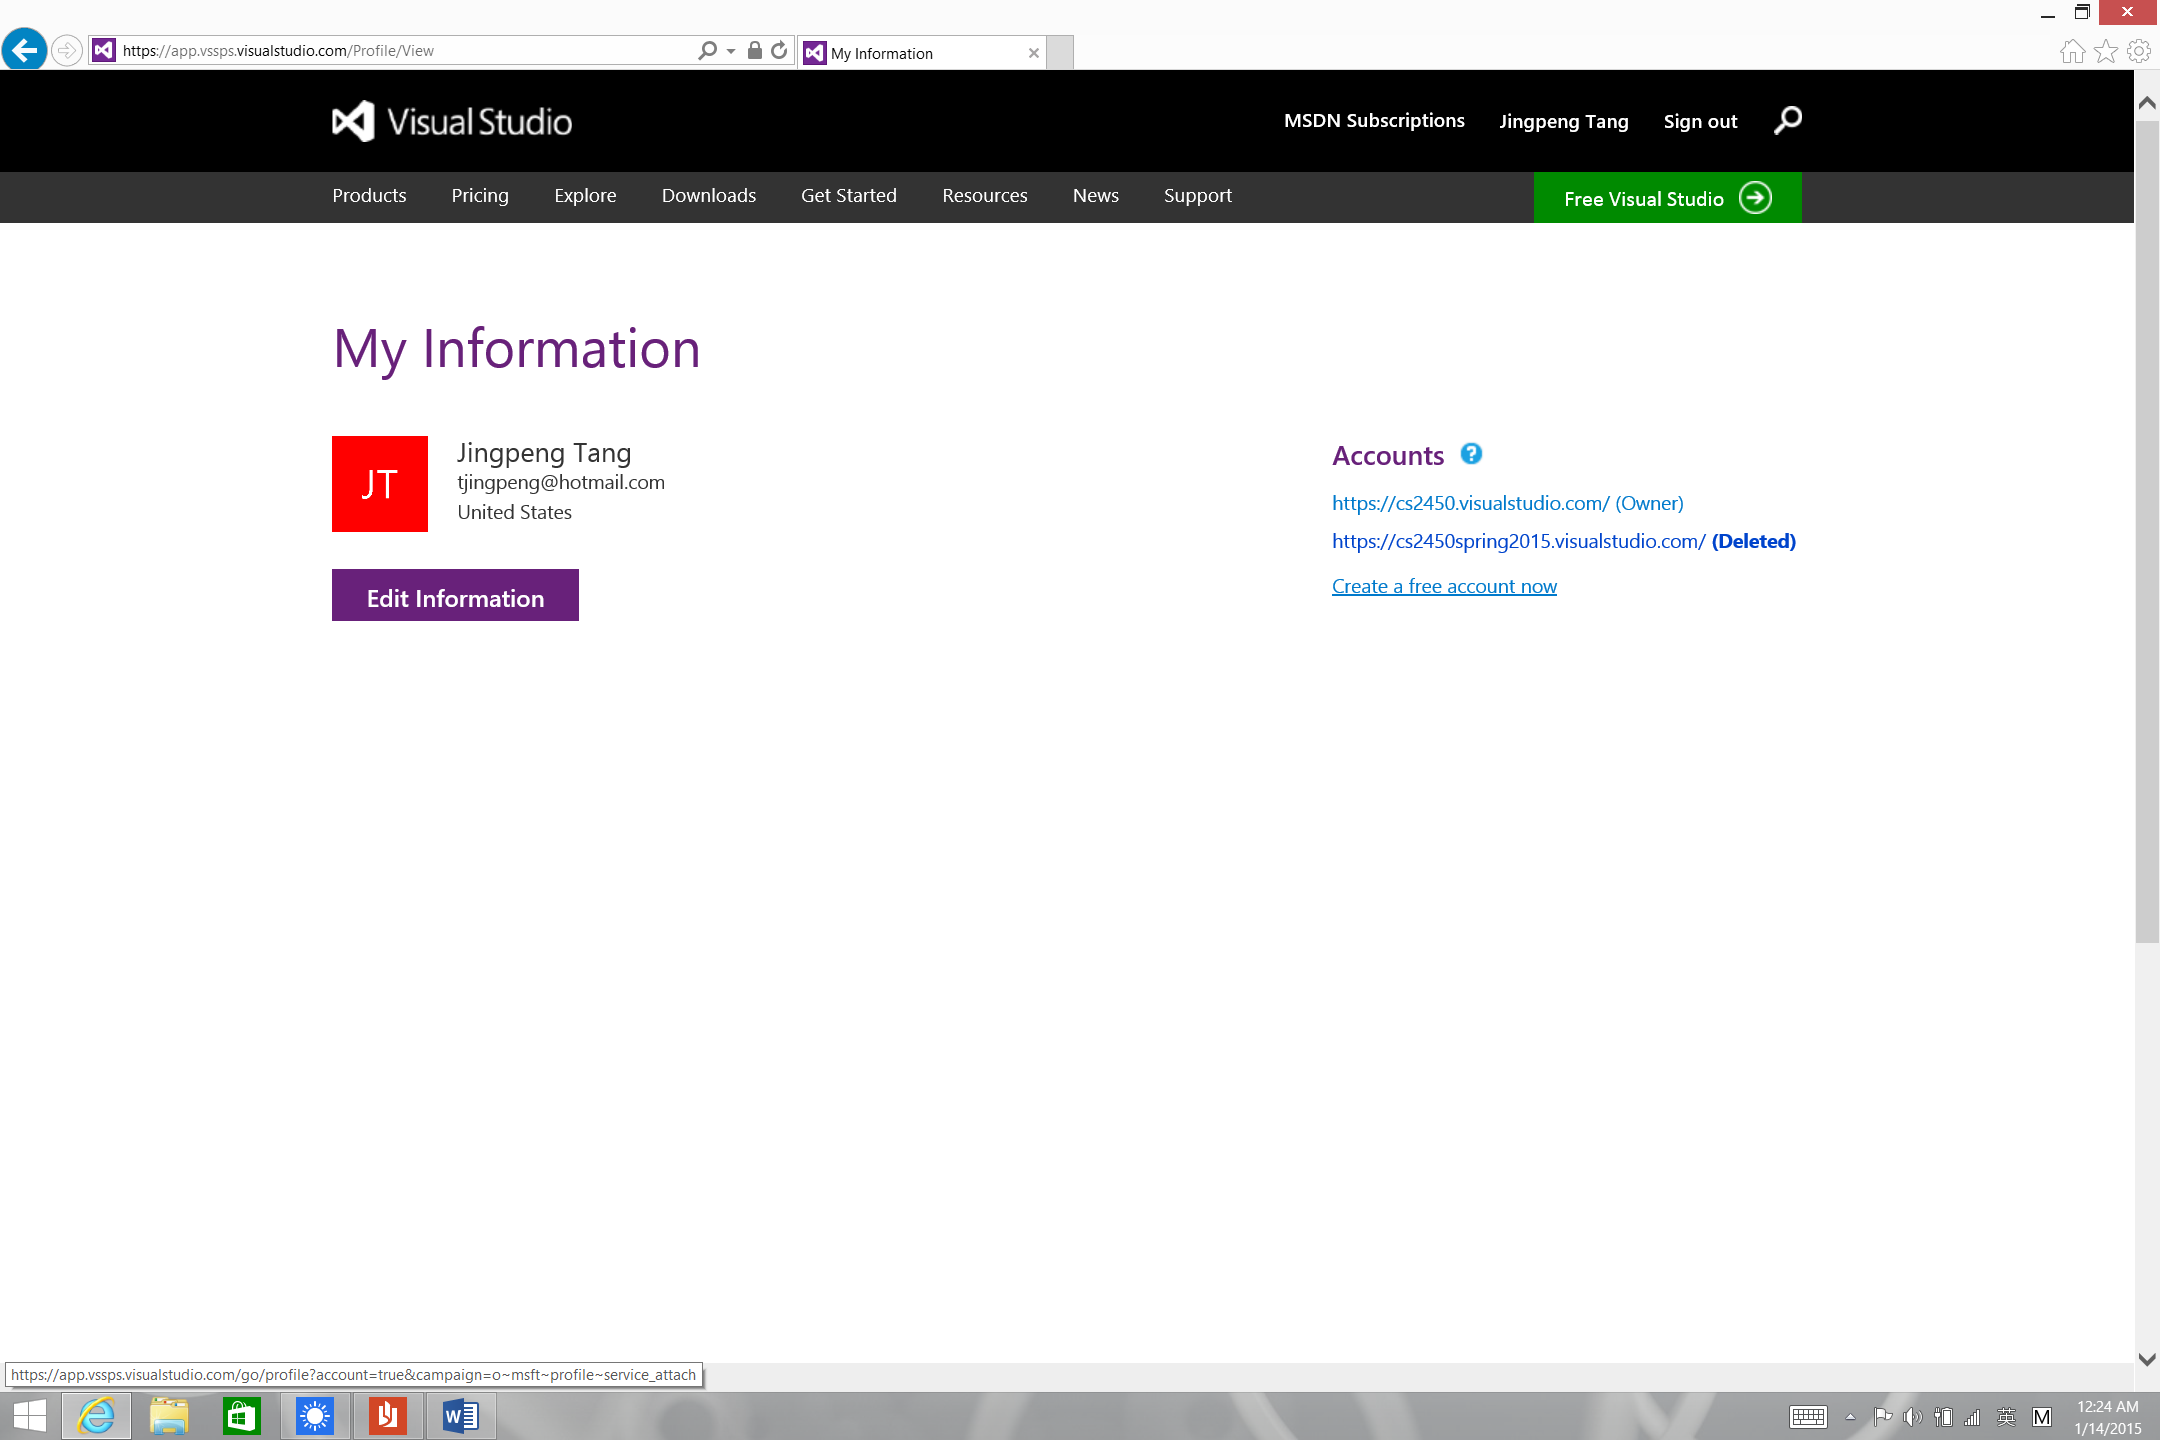 https://app.vssps.visualstudio.com/Profile/View
My Information
Visual Studio
MSDN Subscriptions
Jingpeng Tang
Sign out
Products
Pricing
Explore
Downloads
Get Started
Resources
News
Support
Free Visual Studio
My Information
JT
Jingpeng Tang
tjingpeng@hotmail.com
United States
Edit Information
Accounts
https://cs2450.visualstudio.com/ (Owner)
https://cs2450spring2015.visualstudio.com/ (Deleted)
Create a free account now
https://app.vssps.visualstudio.com/go/profile?account=true&campaign=o~msft~profile~service_attach
英
M
12:24 AM
1/14/2015